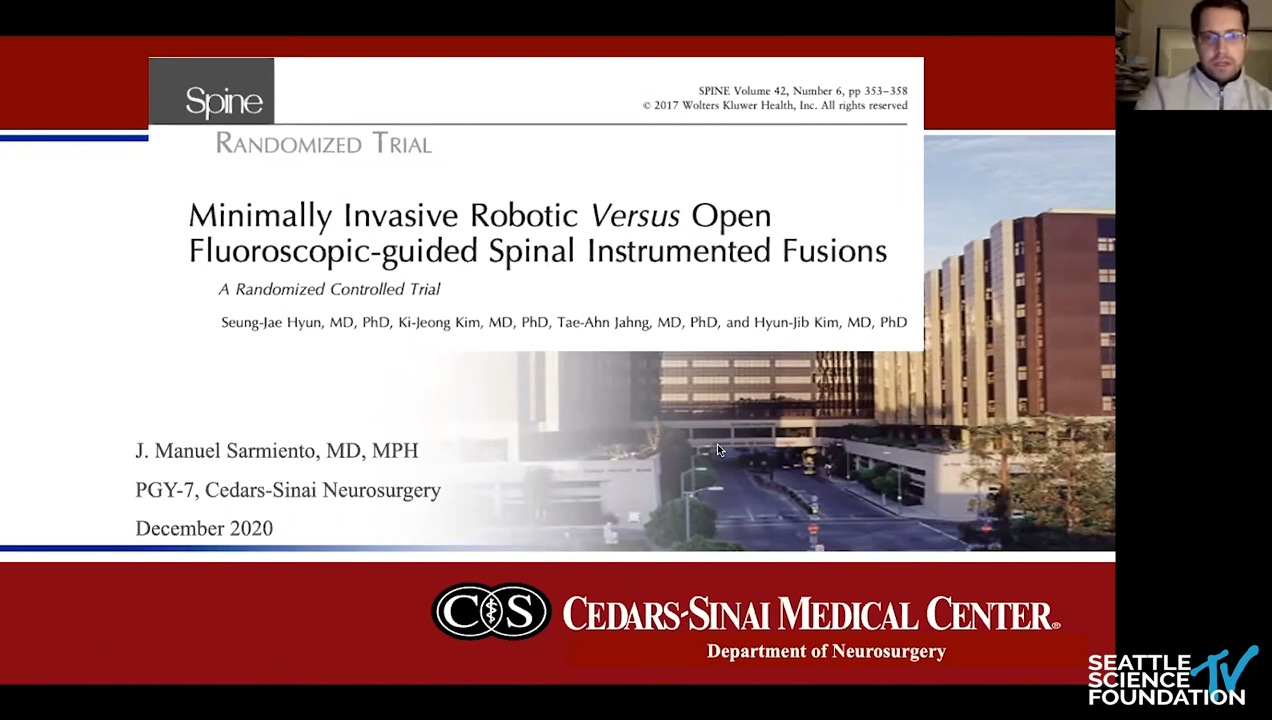 Spine
SPINE Volume 42, Number 6, pp 353–358
© 2017 Wolters Kluwer Health, Inc. All rights reserved
RANDOMIZED TRIAL
Minimally Invasive Robotic Versus Open
Fluoroscopic-guided Spinal Instrumented Fusions
A Randomized Controlled Trial
Seung-Jae Hyun, MD, PhD, Ki-Jeong Kim, MD, PhD, Tae-Ahn Jahng, MD, PhD, and Hyun-Jib Kim, MD, PhD
J. Manuel Sarmiento, MD, MPH
PGY-7, Cedars-Sinai Neurosurgery
December 2020
CS CEDARS-SINAI MEDICAL CENTER®
Department of Neurosurgery
SEATTLE
SCIENCE TV
FOUNDATION